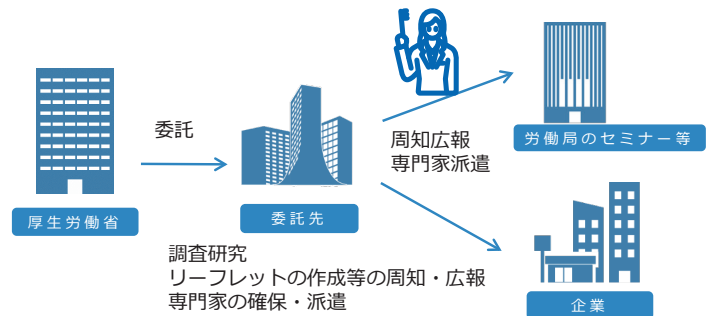 委託
周知広報
専門家派遣
労働局のセミナー等
厚生労働省
委託先
調査研究
リーフレットの作成等の周知・広報
専門家の確保・派遣
企業